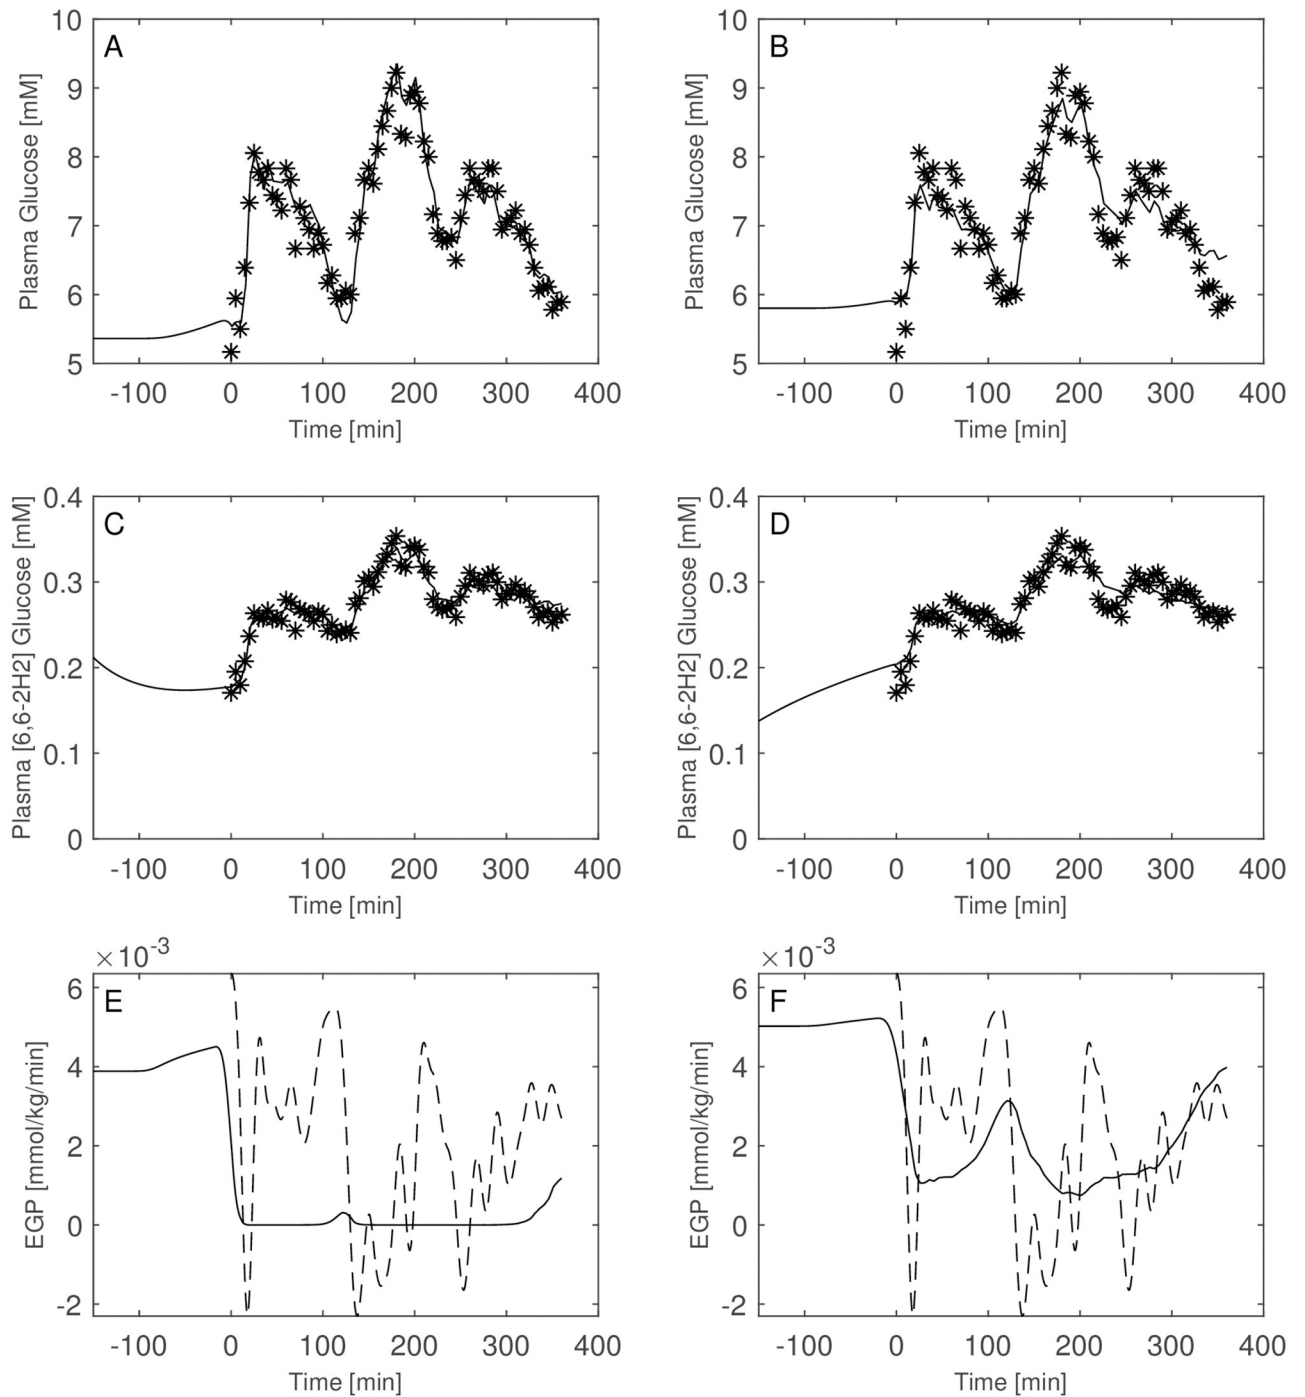 A
Plasma Glucose [mM]
10
9
8
7
6
5
-100 0 100 200 300 400
Time [min]
B
Plasma Glucose [mM]
10
9
8
7
6
5
-100 0 100 200 300 400
Time [min]
C
Plasma [6,6-2H2] Glucose [mM]
0.4
0.3
0.2
0.1
0
-100 0 100 200 300 400
Time [min]
D
Plasma [6,6-2H2] Glucose [mM]
0.4
0.3
0.2
0.1
0
-100 0 100 200 300 400
Time [min]
×10-3
E
EGP [mmol/kg/min]
6
4
2
0
-2
-100 0 100 200 300 400
Time [min]
×10-3
F
EGP [mmol/kg/min]
6
4
2
0
-2
-100 0 100 200 300 400
Time [min]